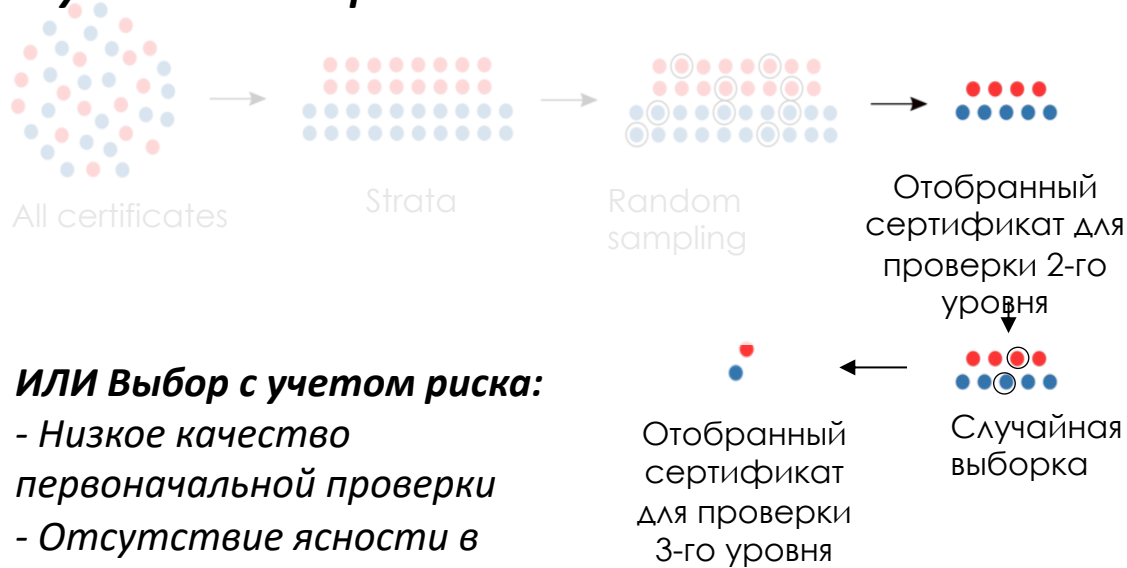 All certificates
Strata
Random
sampling
Отобранный
сертификат для
проверки 2-го
уровня
ИЛИ Выбор с учетом риска:
- Низкое качество
первоначальной проверки
- Отсутствие ясности в
Отобранный
сертификат
для проверки
3-го уровня
Случайная
выборка